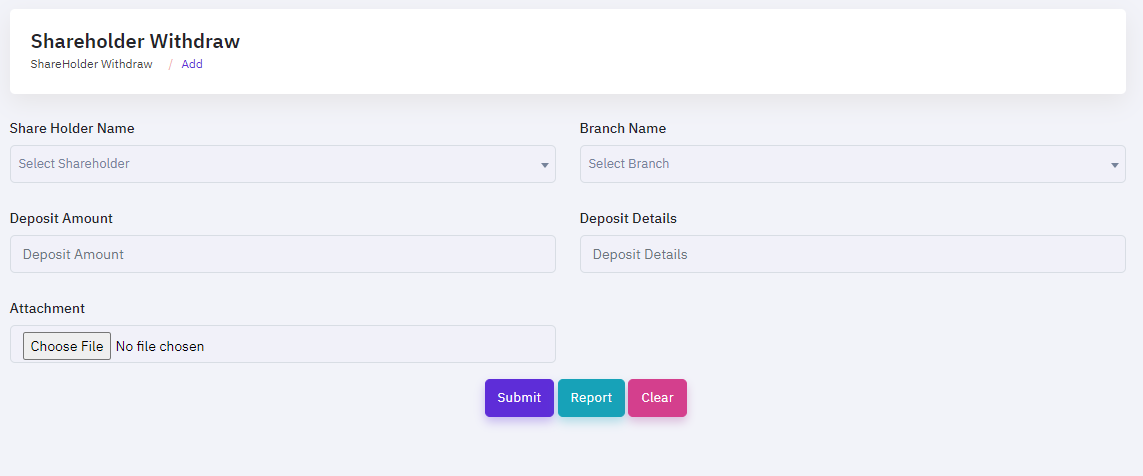 Shareholder Withdraw
ShareHolder Withdraw / Add
Share Holder Name Branch Name
Select Shareholder Select Branch
Deposit Amount Deposit Details
Deposit Amount Deposit Details
Attachment
Choose File No file chosen
Submit Report Clear